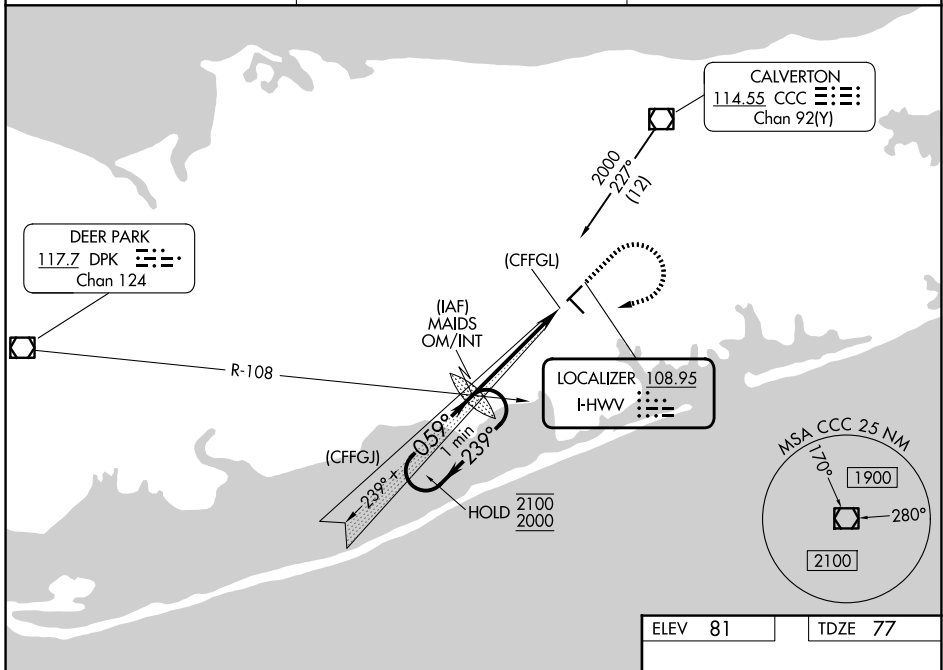 CALVERTON
114.55 CCC
Chan 92(Y)
2000
227°
(12)
DEER PARK
117.7 DPK
Chan 124
(CFFGL)
(IAF)
MAIDS
OM/INT
R-108
LOCALIZER 108.95
I-HWV
059°
1 min
239°
(CFFGJ)
239°
HOLD 2100
2000
MSA CCC 25 NM
170°
1900
280°
2100
ELEV 81
TDZE 77